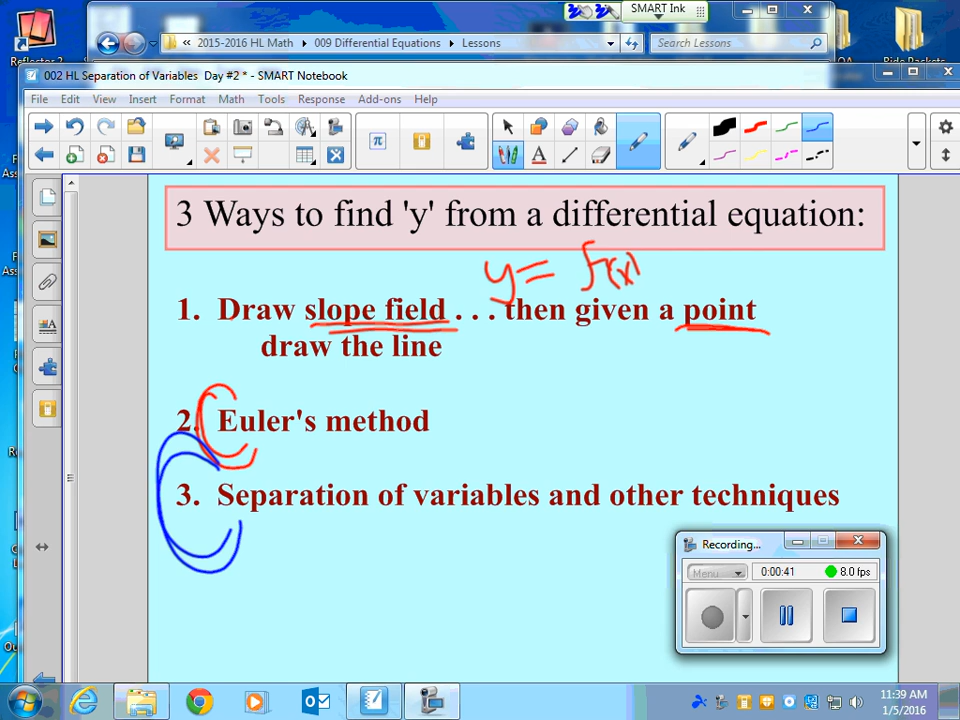 SMART Ink
Reflector 2
« 2015-2016 HL Math 009 Differential Equations Lessons
Search Lessons
002 HL Separation of Variables Day #2 * - SMART Notebook
File Edit View Insert Format Math Tools Response Add-ons Help
3 Ways to find 'y' from a differential equation:
y = f(x)
1. Draw slope field . . . then given a point
draw the line
2. Euler's method
3. Separation of variables and other techniques
Recording...
Menu 0:00:41 8.0 fps
11:39 AM
1/5/2016